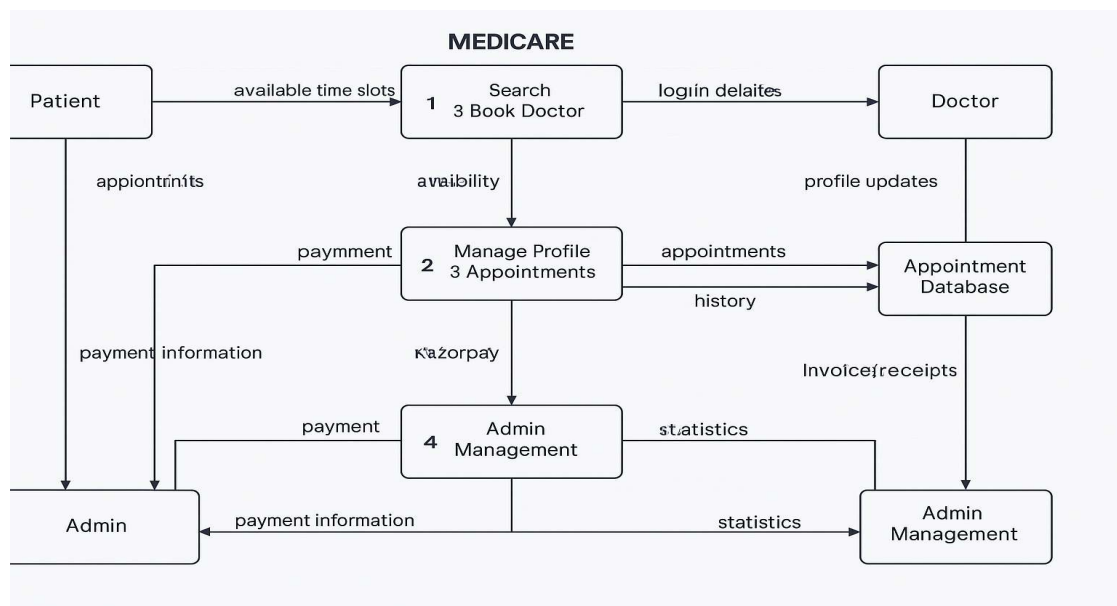 MEDICARE
Patient
available time slots
1
Search
3 Book Doctor
Doctor
avaibility
profile updates
paymment
2
Manage Profile
3 Appointments
appointments
history
Appointment
Database
payment information
payment
4
Admin
Management
statistics
Invoice/receipts
Admin
payment information
statistics
Admin
Management